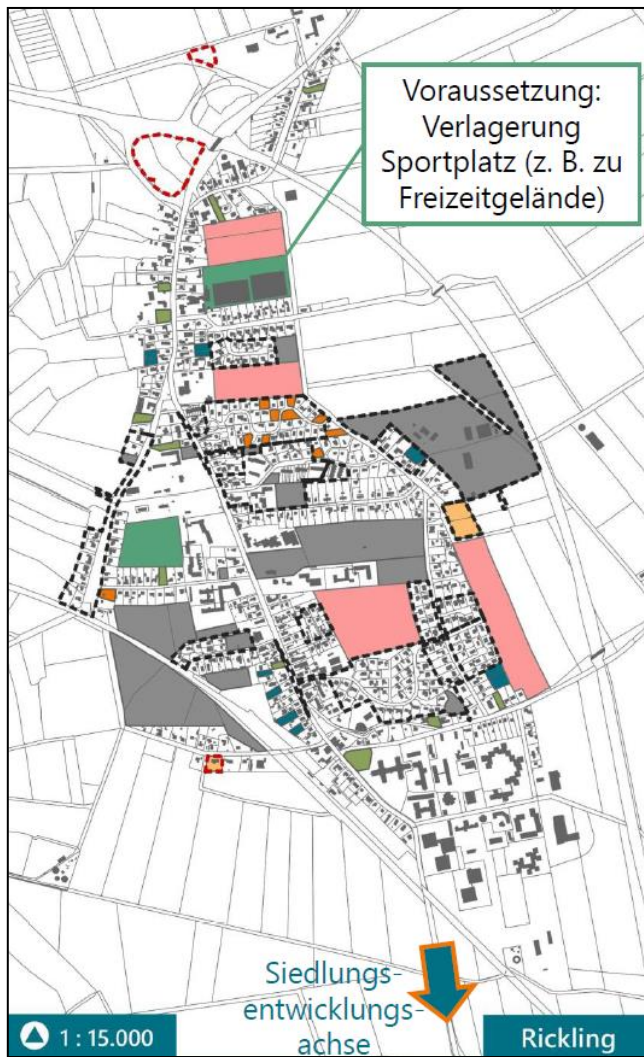 Voraussetzung:
Verlagerung
Sportplatz (z. B. zu
Freizeitgelände)
Siedlungs-
entwicklungs-
achse
1 : 15.000
Rickling